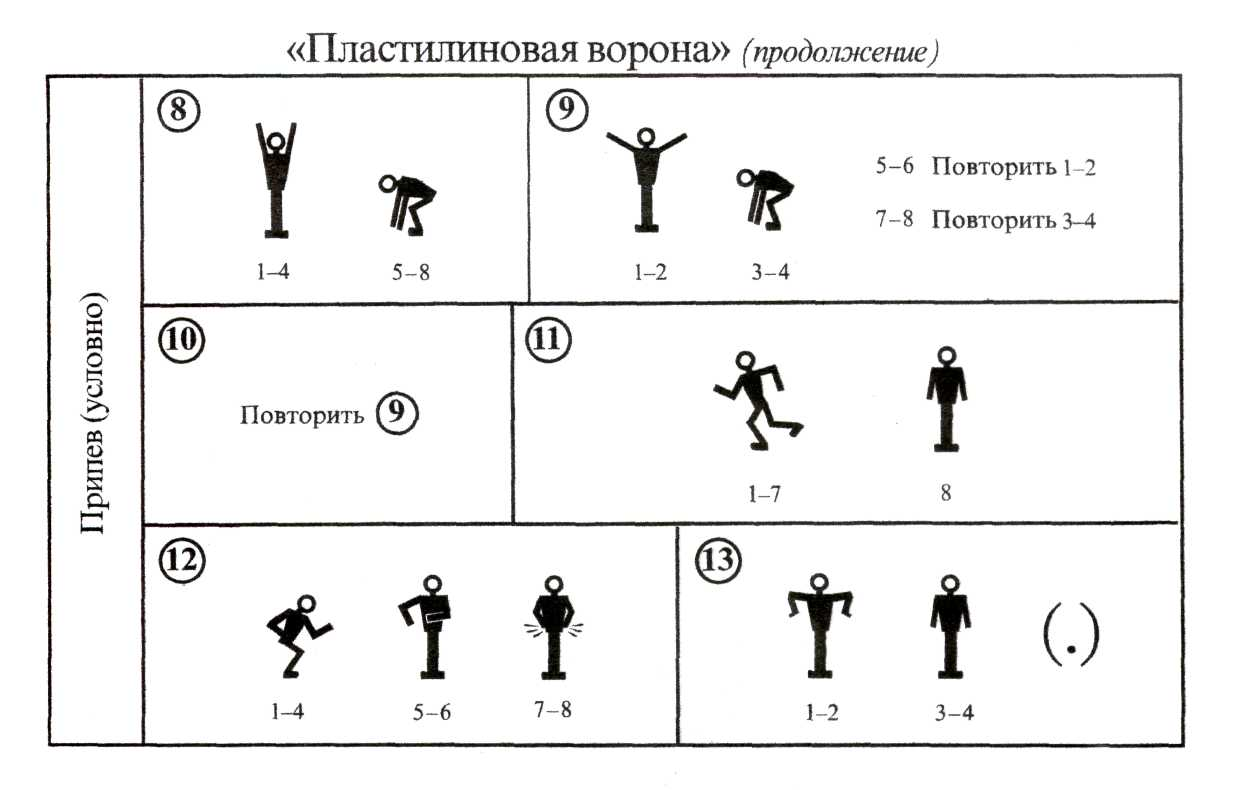 «Пластилиновая ворона» (продолжение)
Припев (условно)
8
1–4 5–8
9
5–6 Повторить 1–2
7–8 Повторить 3–4
1–2 3–4
10
Повторить 9
11
1–7 8
12
1–4 5–6 7–8
13
(.)
1–2 3–4